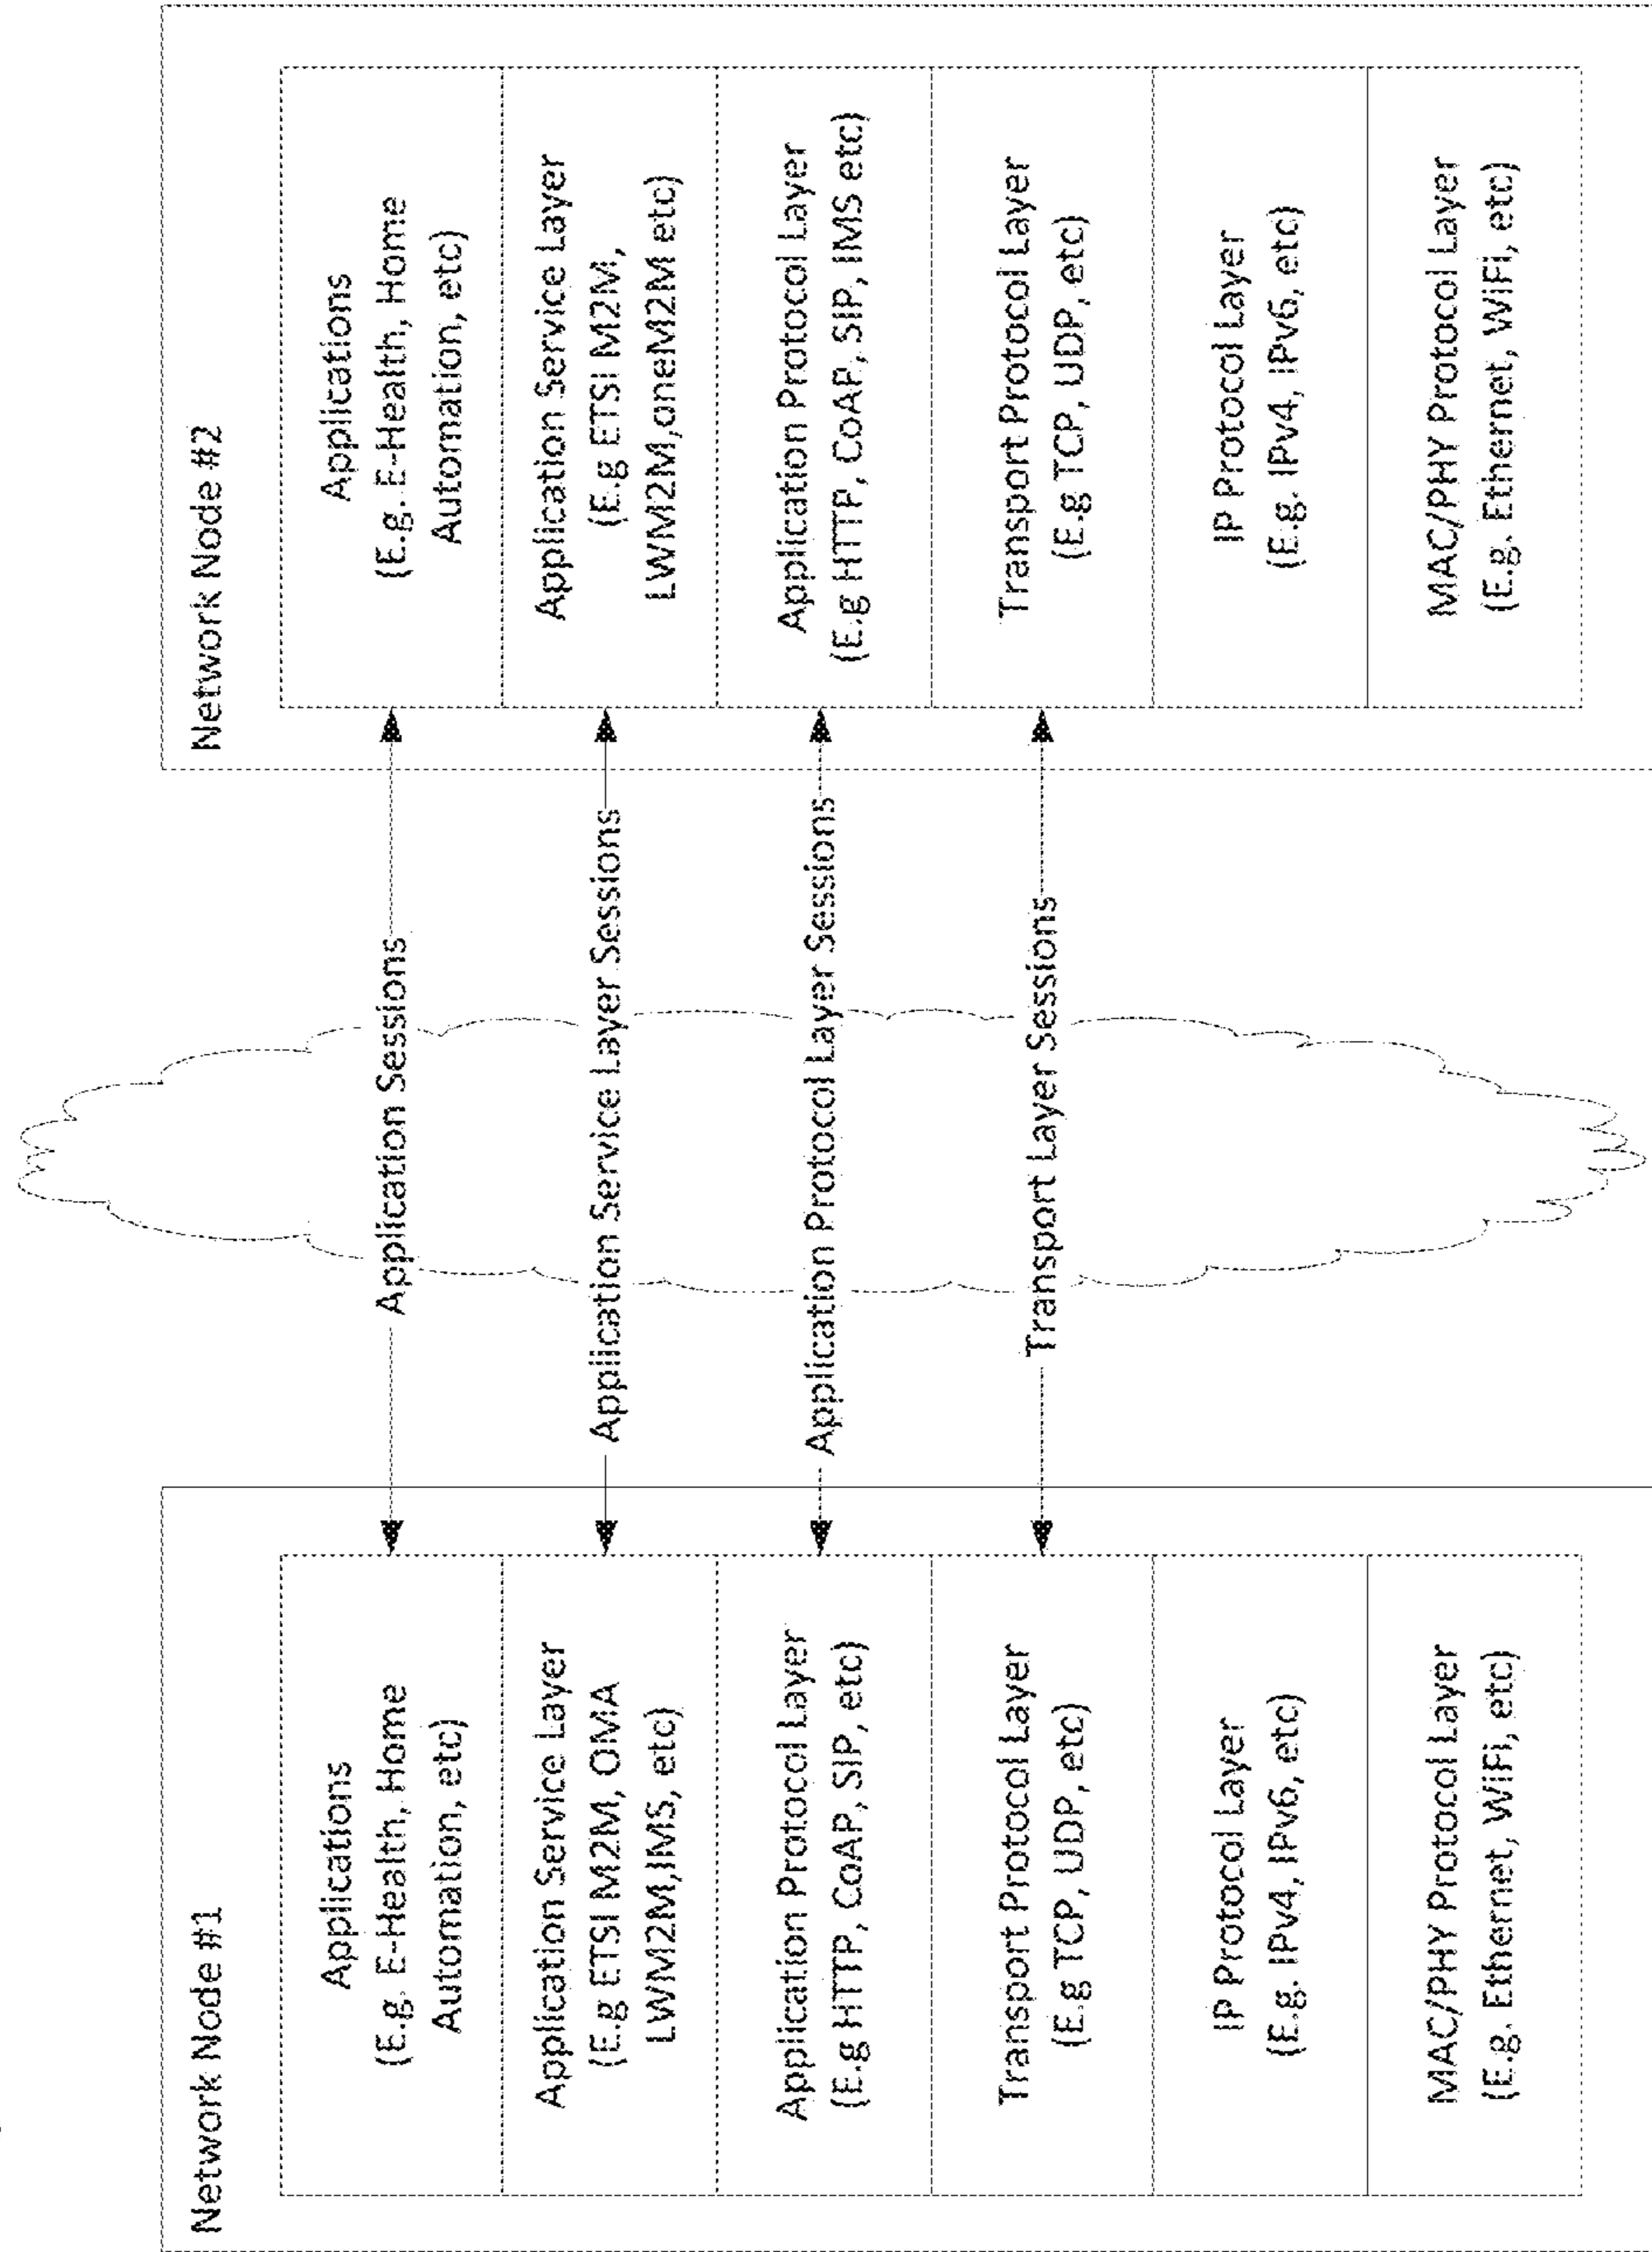 Network Node #1
Applications
(E.g. E-Health, Home
Automation, etc)
Application Service Layer
(E.g ETSI M2M, OMA
LWM2M,IMS, etc)
Application Protocol Layer
(E.g HTTP, CoAP, SIP, etc)
Transport Protocol Layer
(E.g TCP, UDP, etc)
IP Protocol Layer
(E.g. IPv4, IPv6, etc)
MAC/PHY Protocol Layer
(E.g. Ethernet, WiFi, etc)
Application Sessions
Application Service Layer Sessions
Application Protocol Layer Sessions
Transport Layer Sessions
Network Node #2
Applications
(E.g. E-Health, Home
Automation, etc)
Application Service Layer
(E.g ETSI M2M,
LWM2M,oneM2M etc)
Application Protocol Layer
(E.g HTTP, CoAP, SIP, IMS etc)
Transport Protocol Layer
(E.g TCP, UDP, etc)
IP Protocol Layer
(E.g. IPv4, IPv6, etc)
MAC/PHY Protocol Layer
(E.g. Ethernet, WiFi, etc)